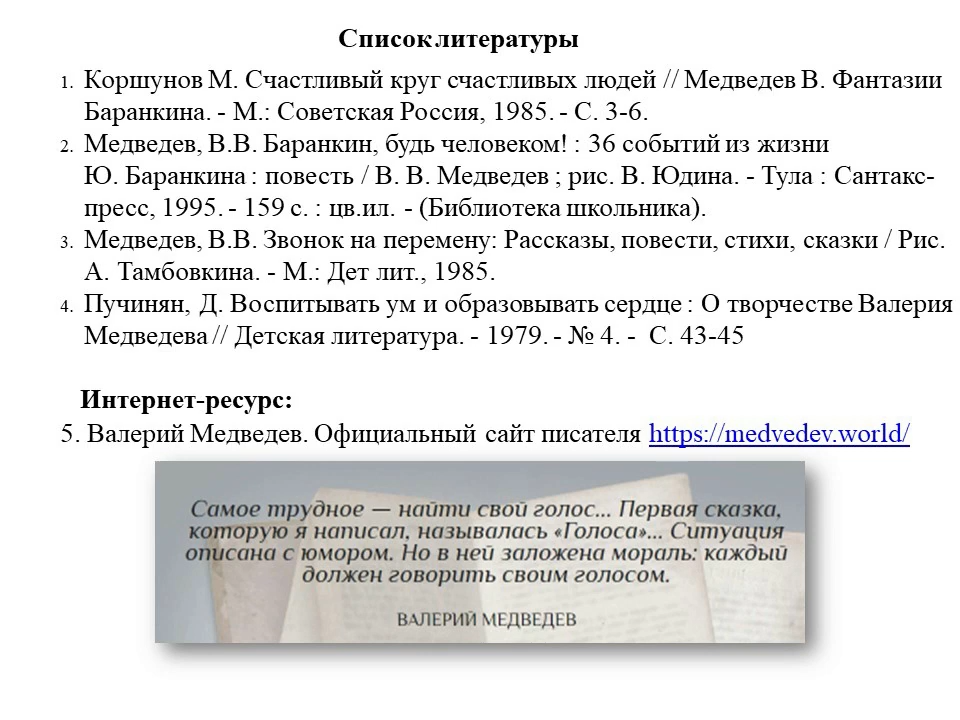 Список литературы
1. Коршунов М. Счастливый круг счастливых людей // Медведев В. Фантазии
Баранкина. - М.: Советская Россия, 1985. - С. 3-6.
2. Медведев, В.В. Баранкин, будь человеком! : 36 событий из жизни
Ю. Баранкина : повесть / В. В. Медведев ; рис. В. Юдина. - Тула : Сантакс-
пресс, 1995. - 159 с. : цв.ил. - (Библиотека школьника).
3. Медведев, В.В. Звонок на перемену: Рассказы, повести, стихи, сказки / Рис.
А. Тамбовкина. - М.: Дет лит., 1985.
4. Пучинян, Д. Воспитывать ум и образовывать сердце : О творчестве Валерия
Медведева // Детская литература. - 1979. - № 4. - С. 43-45
Интернет-ресурс:
5. Валерий Медведев. Официальный сайт писателя https://medvedev.world/
Самое трудное — найти свой голос... Первая сказка,
которую я написал, называлась «Голоса»... Ситуация
описана с юмором. Но в ней заложена мораль: каждый
должен говорить своим голосом.
ВАЛЕРИЙ МЕДВЕДЕВ